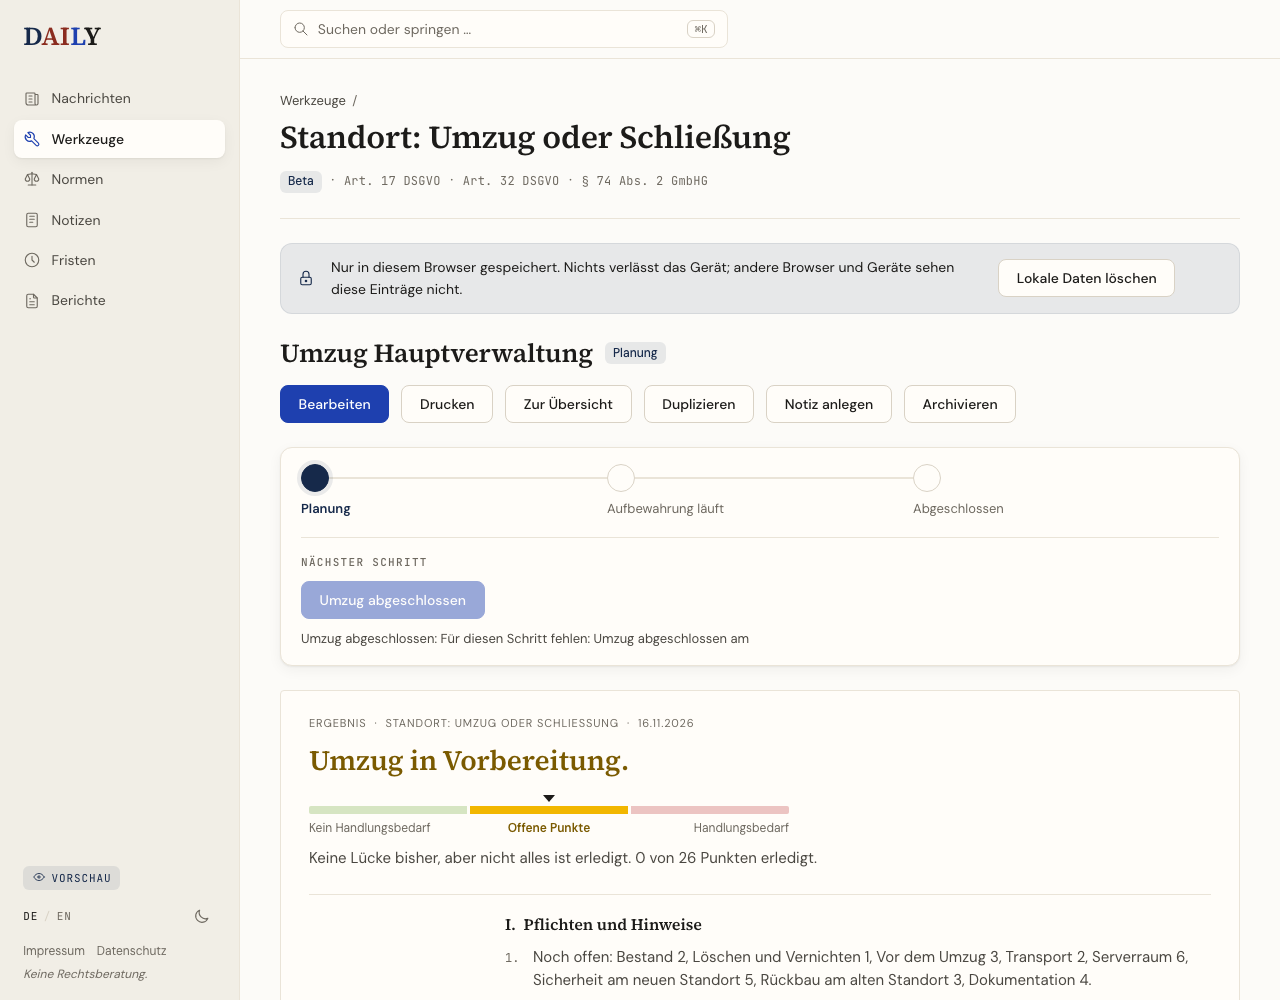 DAILY
Suchen oder springen …
⌘K
Nachrichten
Werkzeuge
Normen
Notizen
Fristen
Berichte
VORSCHAU
DE / EN
Impressum Datenschutz
Keine Rechtsberatung.
Werkzeuge /
Standort: Umzug oder Schließung
Beta · Art. 17 DSGVO · Art. 32 DSGVO · § 74 Abs. 2 GmbHG
Nur in diesem Browser gespeichert. Nichts verlässt das Gerät; andere Browser und Geräte sehen
diese Einträge nicht.
Lokale Daten löschen
Umzug Hauptverwaltung Planung
Bearbeiten Drucken Zur Übersicht Duplizieren Notiz anlegen Archivieren
Planung Aufbewahrung läuft Abgeschlossen
NÄCHSTER SCHRITT
Umzug abgeschlossen
Umzug abgeschlossen: Für diesen Schritt fehlen: Umzug abgeschlossen am
ERGEBNIS · STANDORT: UMZUG ODER SCHLIESSUNG · 16.11.2026
Umzug in Vorbereitung.
Kein Handlungsbedarf Offene Punkte Handlungsbedarf
Keine Lücke bisher, aber nicht alles ist erledigt. 0 von 26 Punkten erledigt.
I. Pflichten und Hinweise
1. Noch offen: Bestand 2, Löschen und Vernichten 1, Vor dem Umzug 3, Transport 2, Serverraum 6,
Sicherheit am neuen Standort 5, Rückbau am alten Standort 3, Dokumentation 4.